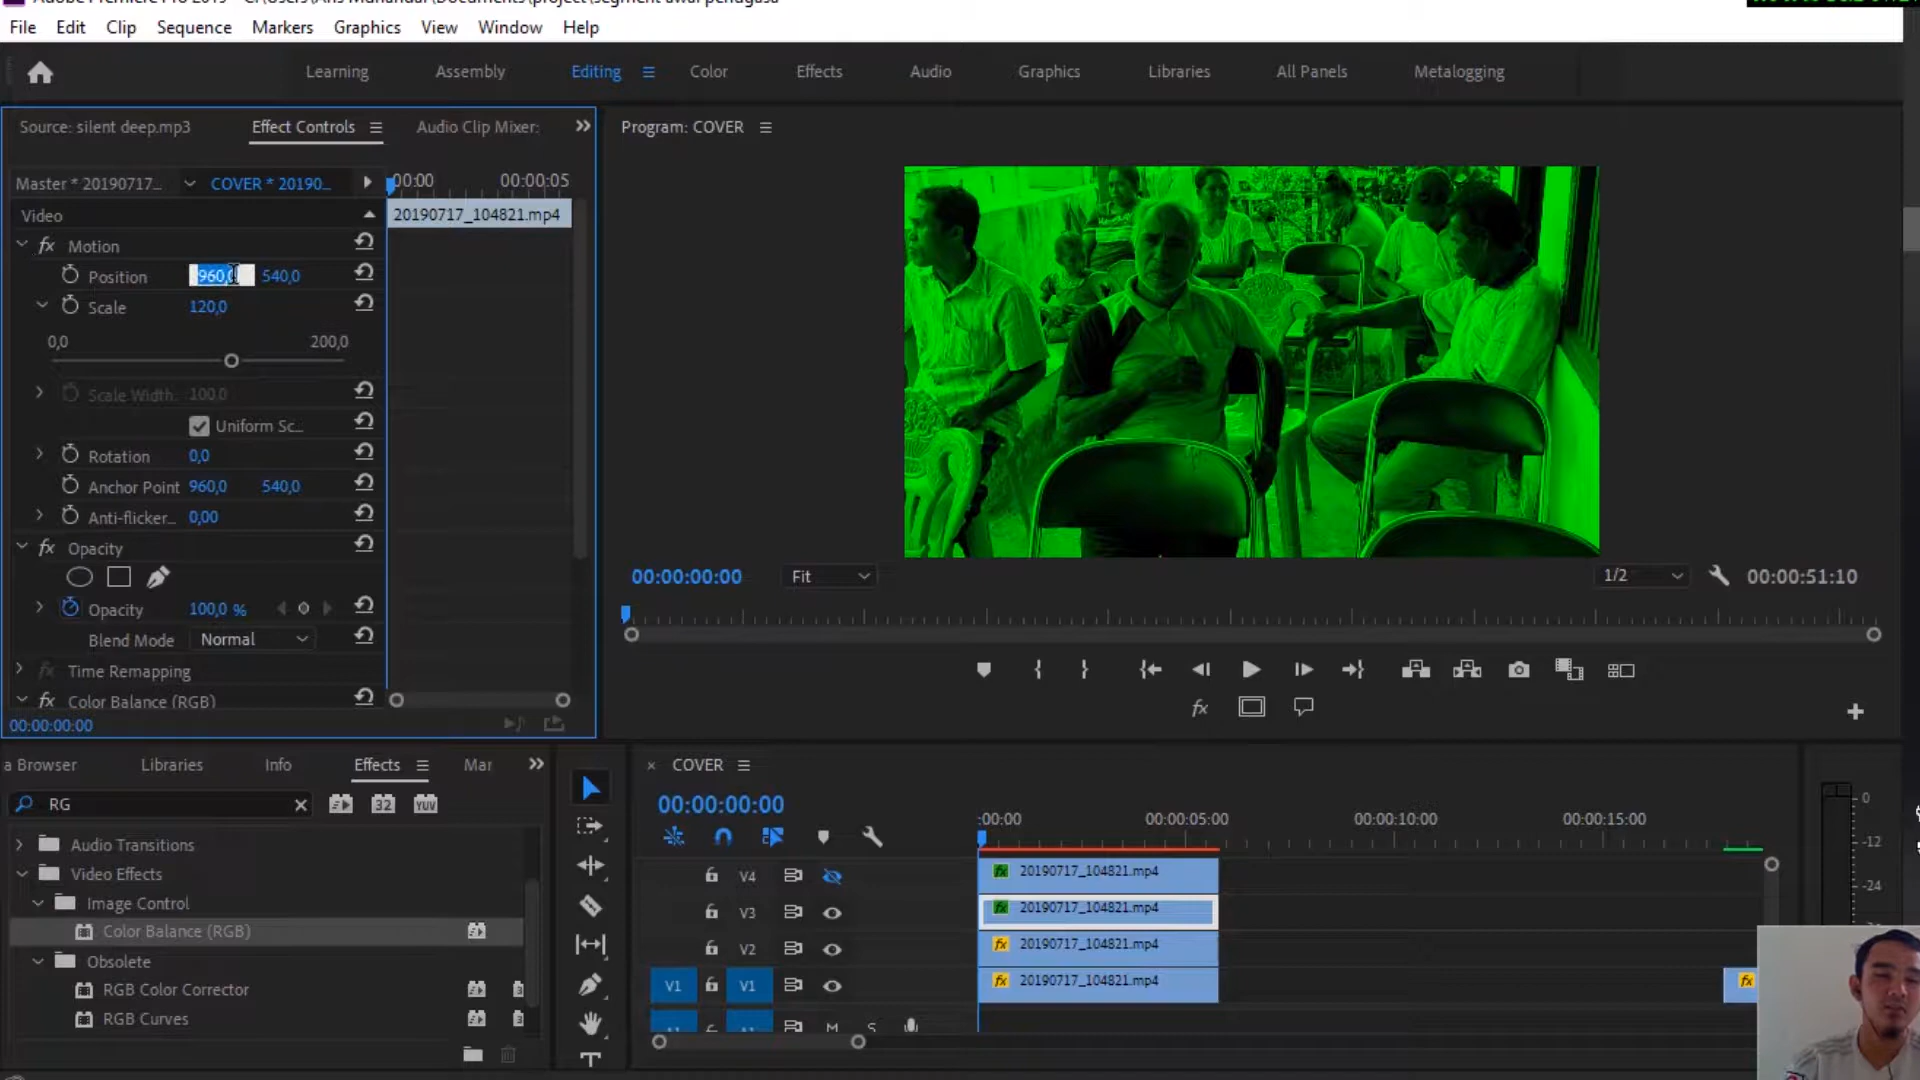 File Edit Clip Sequence Markers Graphics View Window Help
Learning Assembly Editing Color Effects Audio Graphics Libraries All Panels Metalogging
Source: silent deep.mp3 Effect Controls Audio Clip Mixer:
Program: COVER
Master * 20190717... COVER * 20190... 00:00 00:00:05
Video 20190717_104821.mp4
Motion
Position 960,0 540,0
Scale 120,0
0,0 200,0
Scale Width: 100,0
Uniform Sc...
Rotation 0,0
Anchor Point 960,0 540,0
Anti-flicker... 0,00
Opacity
Opacity 100,0 %
Blend Mode Normal
Time Remapping
Color Balance (RGB)
00:00:00:00
00:00:00:00 Fit 1/2 00:00:51:10
a Browser Libraries Info Effects Mar
RG 32 YUV
Audio Transitions
Video Effects
Image Control
Color Balance (RGB)
Obsolete
RGB Color Corrector
RGB Curves
COVER
00:00:00:00
:00:00 00:00:05:00 00:00:10:00 00:00:15:00
V4 20190717_104821.mp4
V3 20190717_104821.mp4
V2 20190717_104821.mp4
V1 V1 20190717_104821.mp4
M S
0
-12
-24